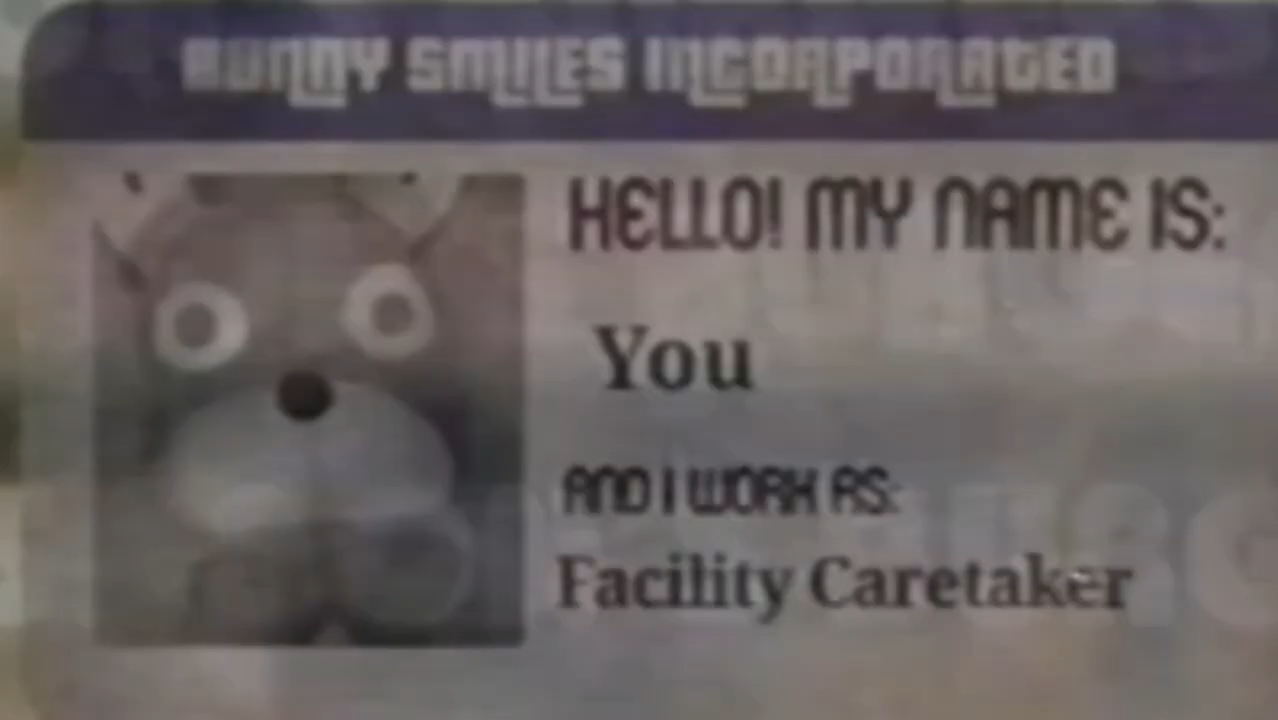 BUNNY SMILES INCORPORATED
HELLO! MY NAME IS:
You
AND I WORK AS:
Facility Caretaker